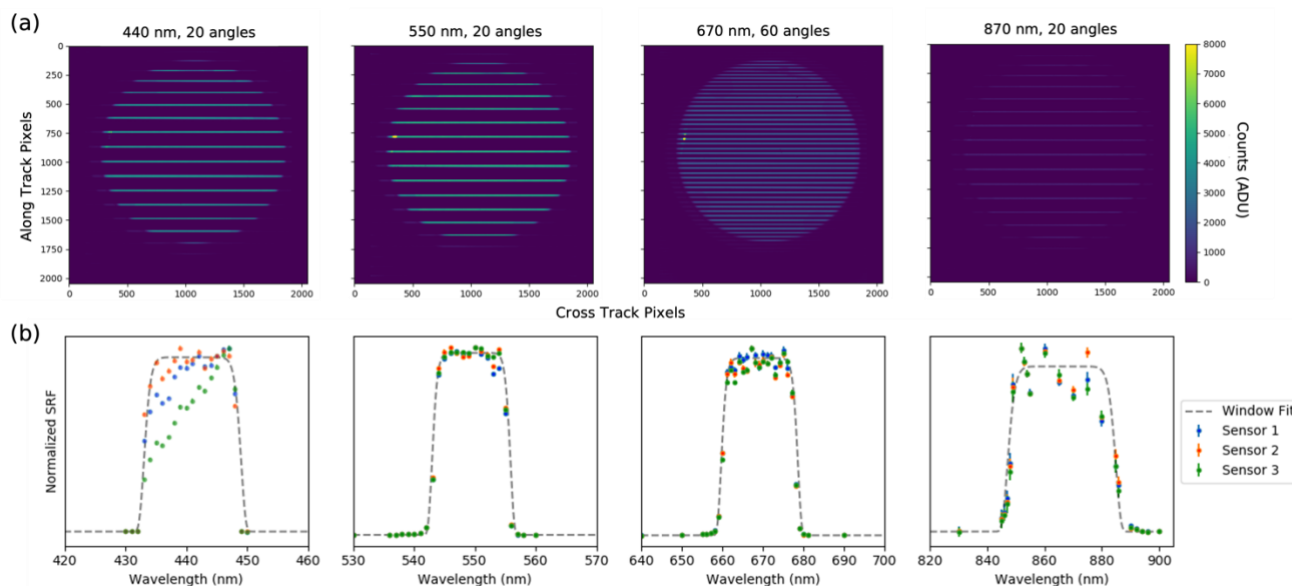 (a)
440 nm, 20 angles
550 nm, 20 angles
670 nm, 60 angles
870 nm, 20 angles
Along Track Pixels
0
250
500
750
1000
1250
1500
1750
2000
0 500 1000 1500 2000
0 500 1000 1500 2000
0 500 1000 1500 2000
0 500 1000 1500 2000
Cross Track Pixels
8000
7000
6000
5000
4000
3000
2000
1000
0
Counts (ADU)
(b)
Normalized SRF
420 430 440 450 460
530 540 550 560 570
640 650 660 670 680 690 700
820 840 860 880 900
Wavelength (nm)
Wavelength (nm)
Wavelength (nm)
Wavelength (nm)
Window Fit
Sensor 1
Sensor 2
Sensor 3